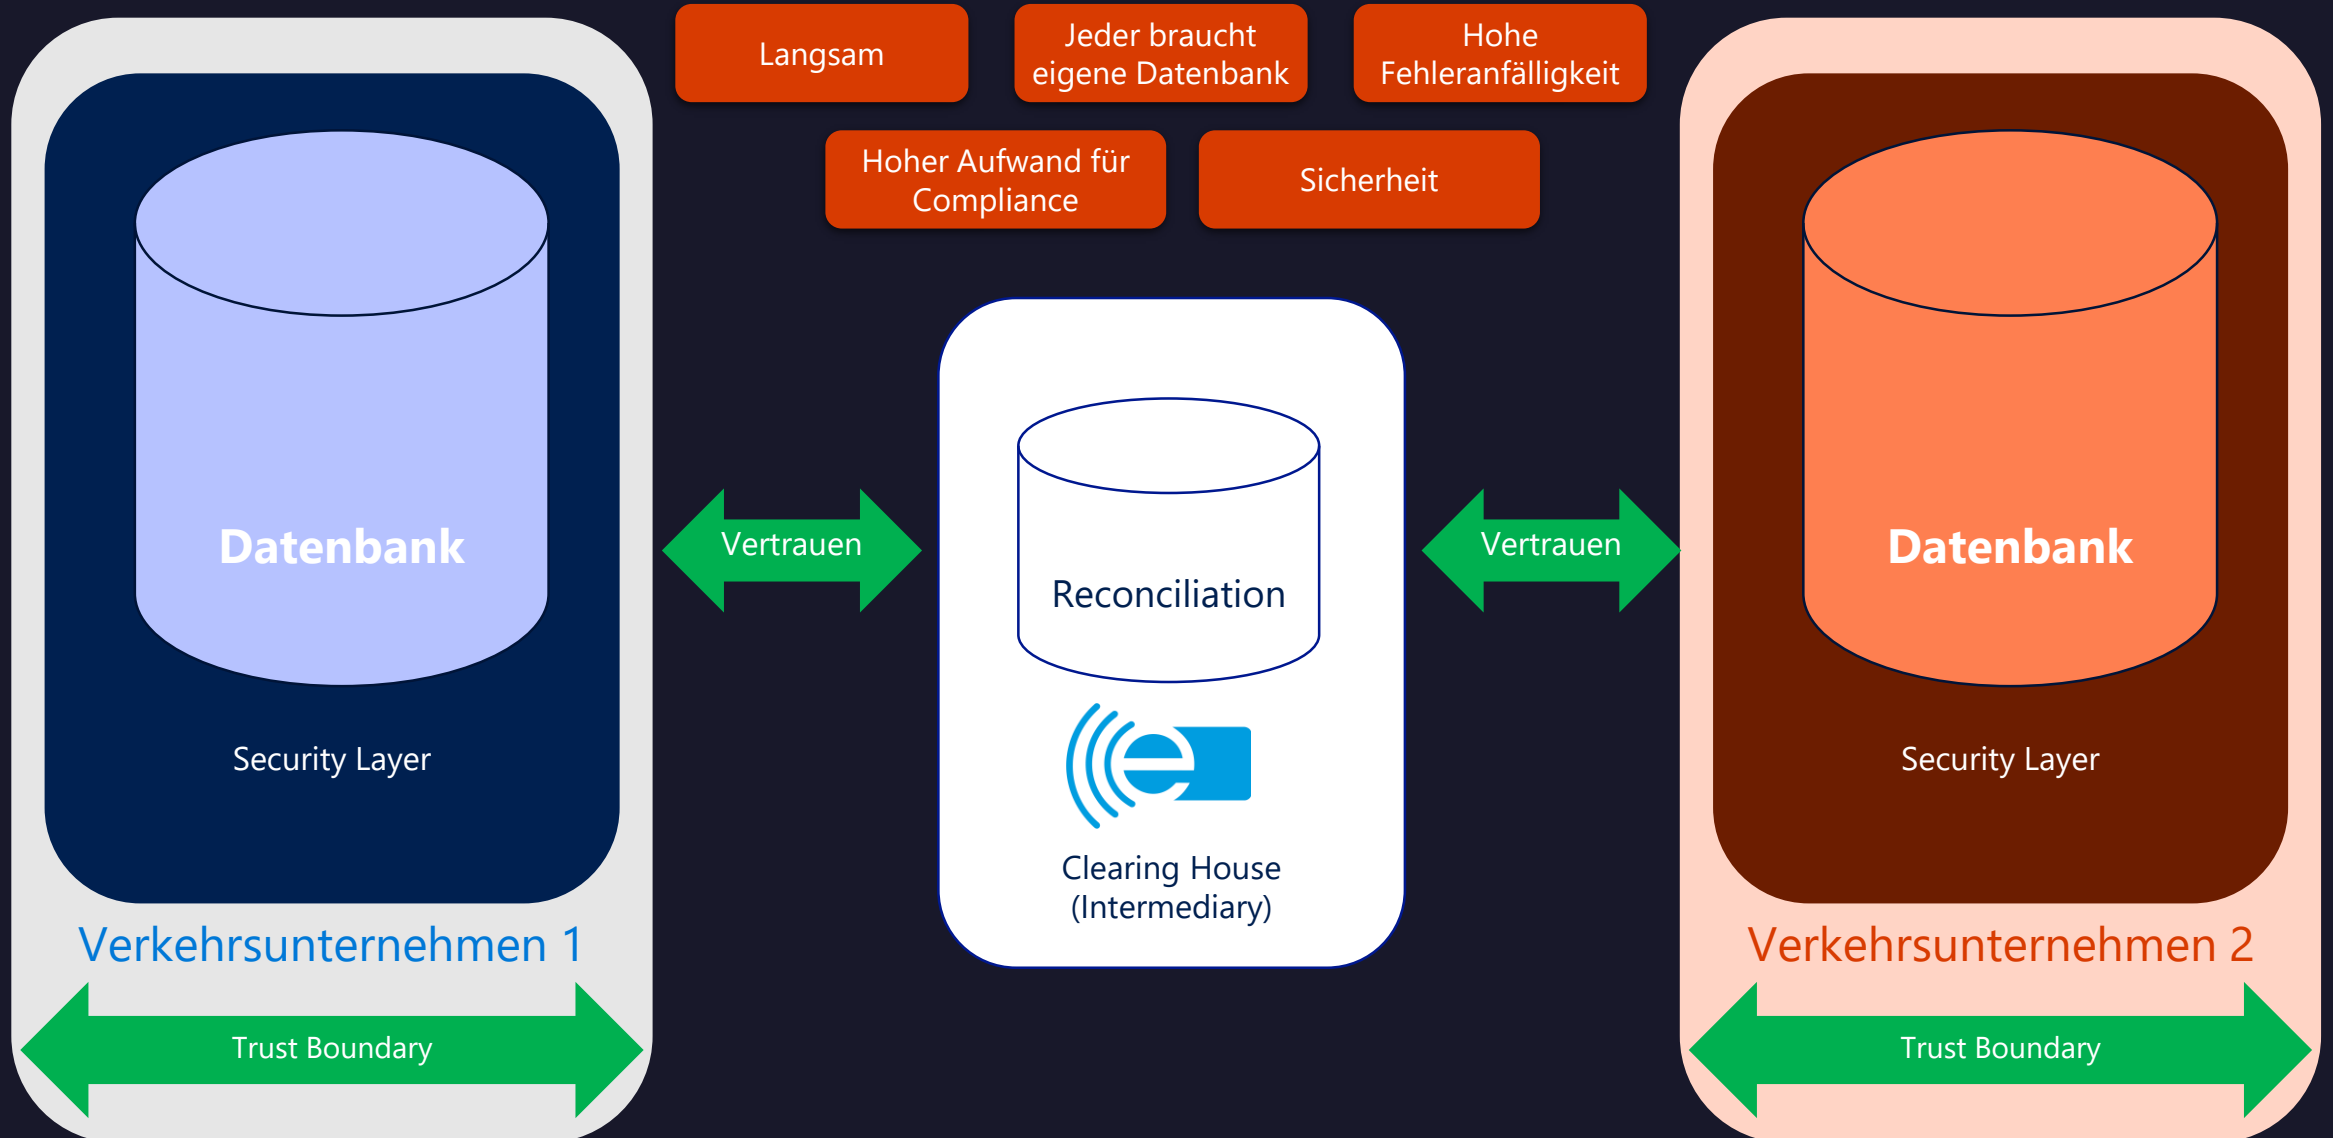 Langsam
Jeder braucht
eigene Datenbank
Hohe
Fehleranfälligkeit
Hoher Aufwand für
Compliance
Sicherheit
Datenbank
Security Layer
Verkehrsunternehmen 1
Trust Boundary
Vertrauen
Reconciliation
Clearing House
(Intermediary)
Vertrauen
Datenbank
Security Layer
Verkehrsunternehmen 2
Trust Boundary